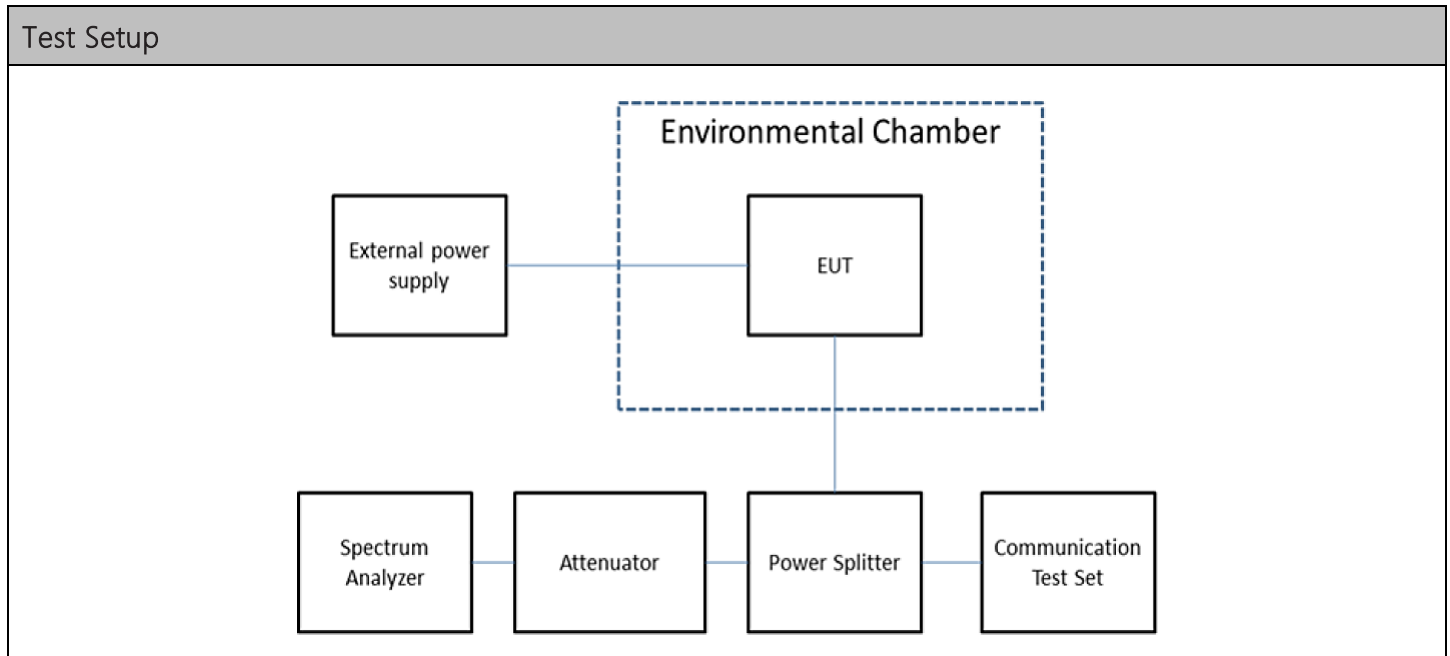 Test Setup
Environmental Chamber
External power
supply
EUT
Spectrum
Analyzer
Attenuator
Power Splitter
Communication
Test Set